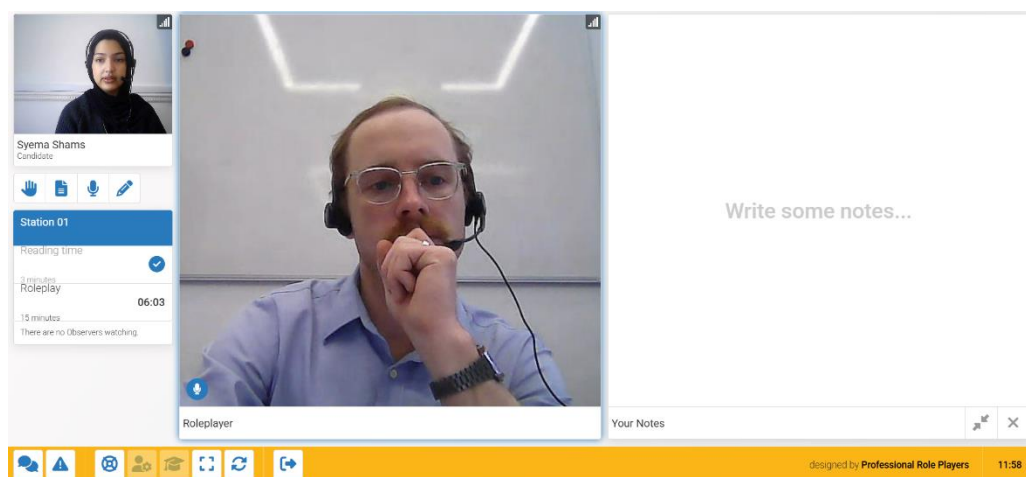 Syema Shams
Candidate
Station 01
Reading time
3 minutes
Roleplay
06:03
15 minutes
There are no Observers watching.
Roleplayer
Write some notes...
Your Notes
designed by Professional Role Players
11:58